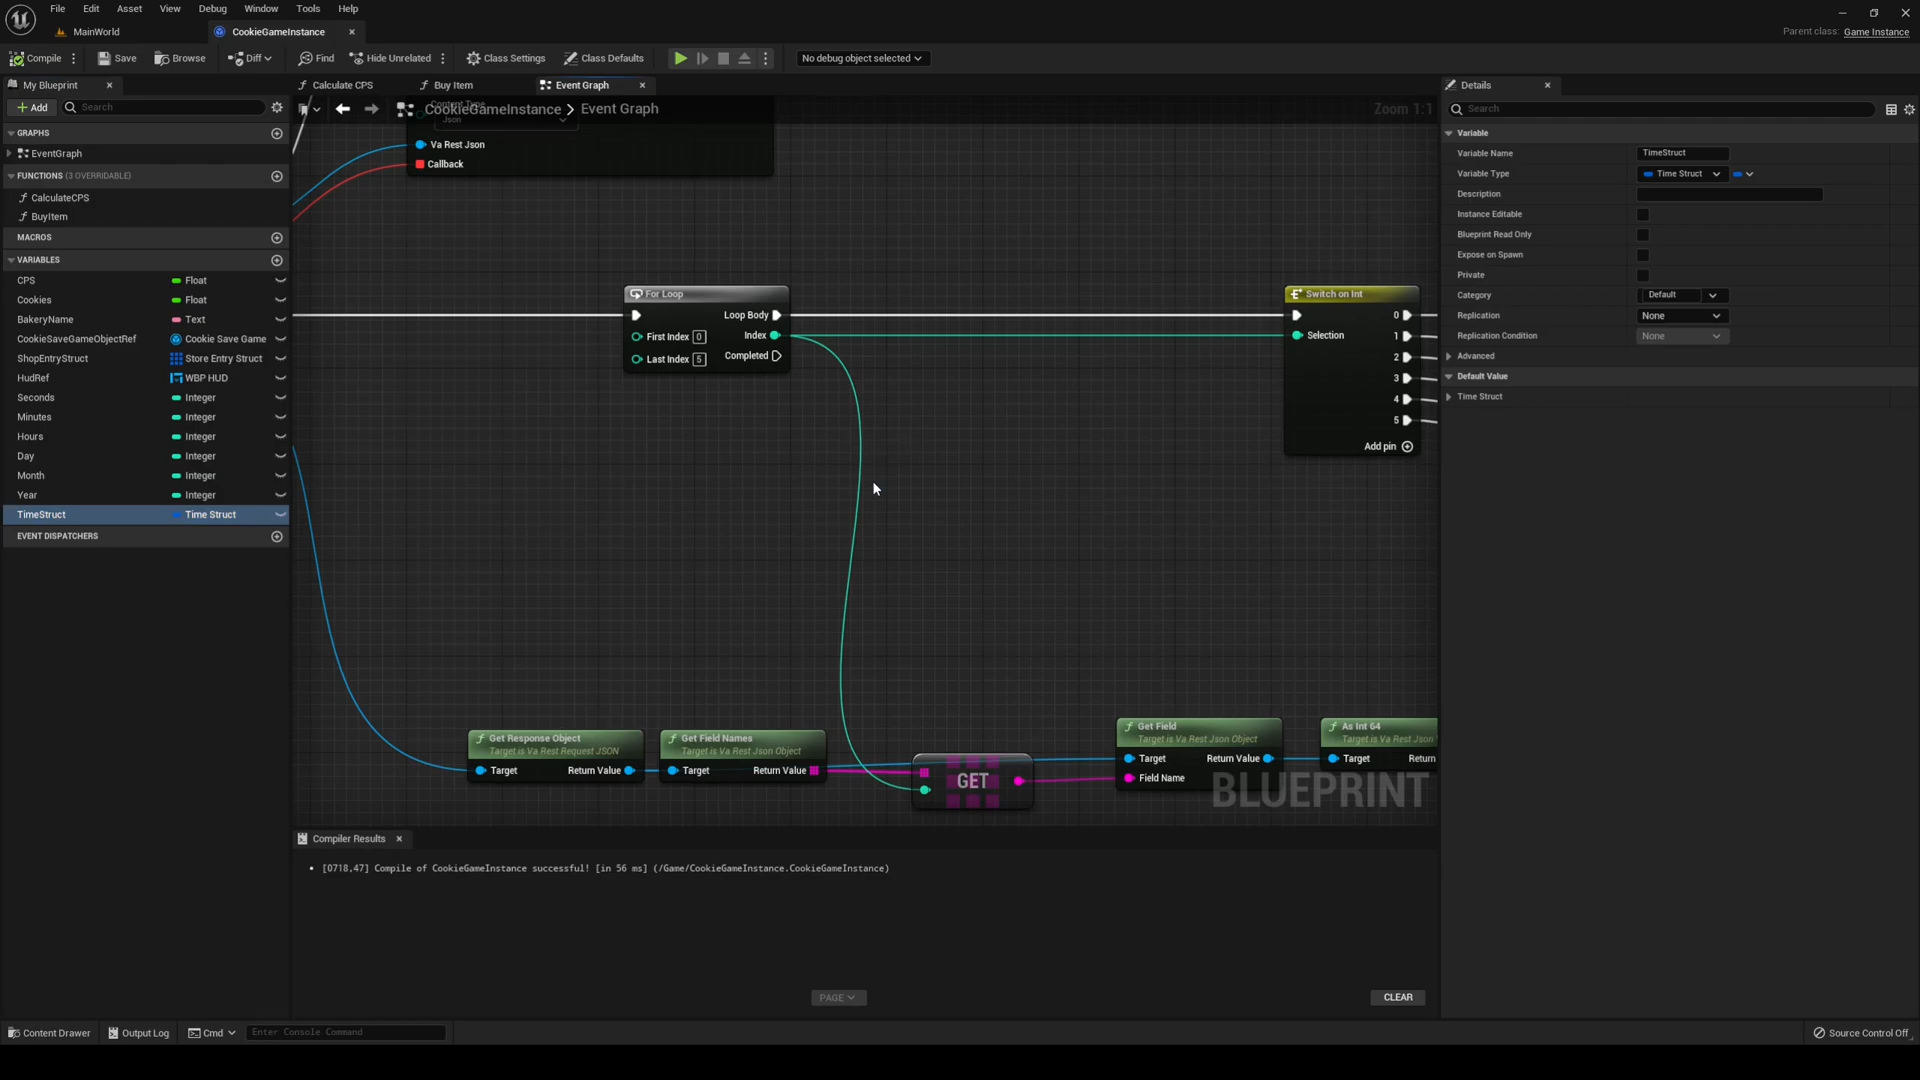 File Edit Asset View Debug Window Tools Help
MainWorld
CookieGameInstance
Parent class: Game Instance
Compile
Save
Browse
Diff
Find
Hide Unrelated
Class Settings
Class Defaults
No debug object selected
My Blueprint
Calculate CPS
Buy Item
Event Graph
Details
Add
Search
CookieGameInstance > Event Graph
Zoom 1:1
Search
Content Type
Json
Va Rest Json
Callback
GRAPHS
EventGraph
FUNCTIONS (3 OVERRIDABLE)
CalculateCPS
BuyItem
MACROS
VARIABLES
CPS Float
Cookies Float
BakeryName Text
CookieSaveGameObjectRef Cookie Save Game
ShopEntryStruct Store Entry Struct
HudRef WBP HUD
Seconds Integer
Minutes Integer
Hours Integer
Day Integer
Month Integer
Year Integer
TimeStruct Time Struct
EVENT DISPATCHERS
For Loop
Loop Body
First Index 0
Index
Last Index 5
Completed
Switch on Int
0
Selection 1
2
3
4
5
Add pin
Get Response Object
Target is Va Rest Request JSON
Target Return Value
Get Field Names
Target is Va Rest Json Object
Target Return Value
GET
Get Field
Target is Va Rest Json Object
Target Return Value
Field Name
As Int 64
Target is Va Rest Json
Target Return
BLUEPRINT
Variable
Variable Name TimeStruct
Variable Type Time Struct
Description
Instance Editable
Blueprint Read Only
Expose on Spawn
Private
Category Default
Replication None
Replication Condition None
Advanced
Default Value
Time Struct
Compiler Results
[0718,47] Compile of CookieGameInstance successful! [in 56 ms] (/Game/CookieGameInstance.CookieGameInstance)
PAGE
CLEAR
Content Drawer
Output Log
Cmd
Enter Console Command
Source Control Off